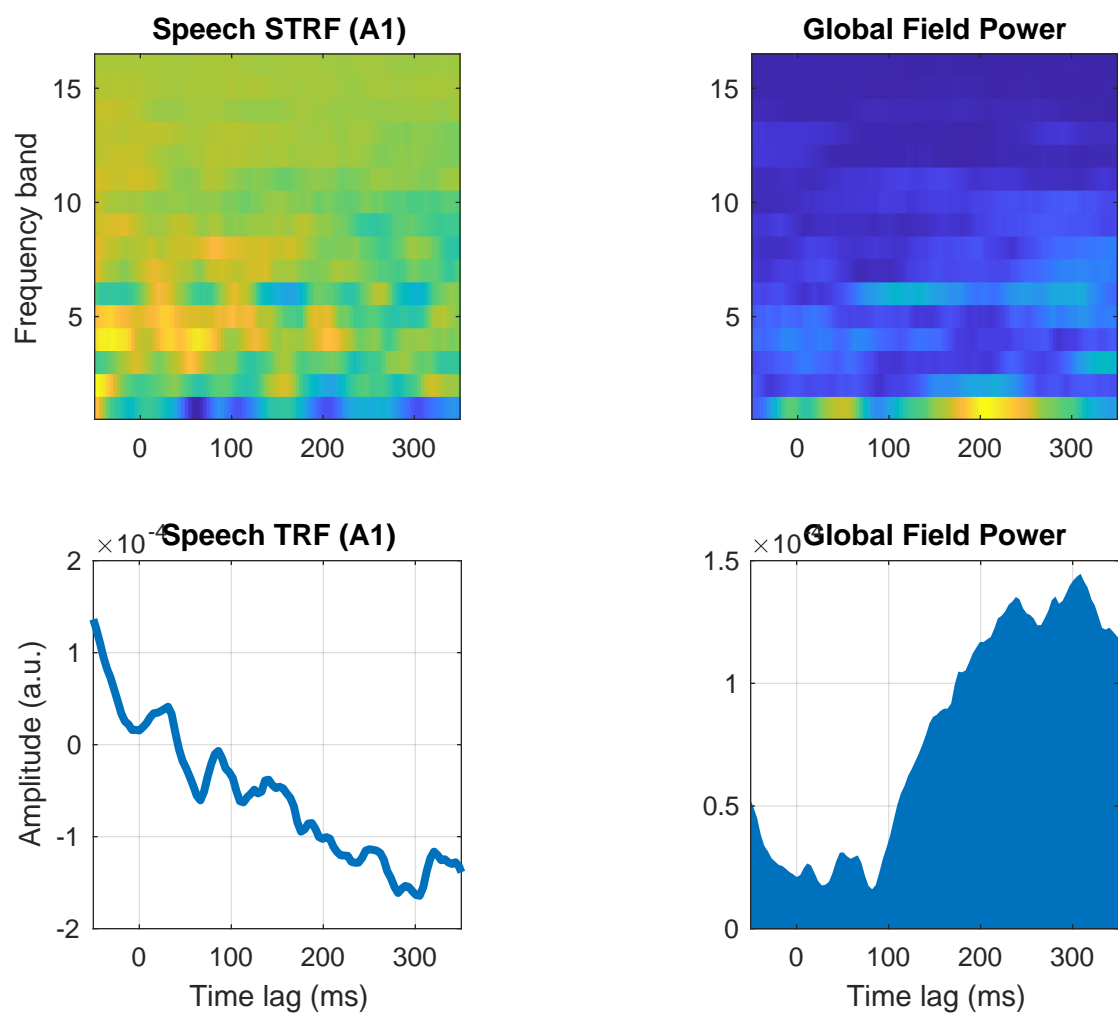 Speech STRF (A1)
Frequency band
15
10
5
0 100 200 300
Global Field Power
15
10
5
0 100 200 300
Speech TRF (A1)
×10⁻⁴
Amplitude (a.u.)
2
1
0
-1
-2
0 100 200 300
Time lag (ms)
Global Field Power
×10⁻⁴
1.5
1
0.5
0
0 100 200 300
Time lag (ms)